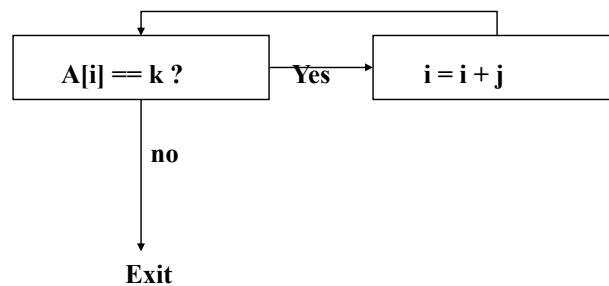 A[i] == k ?
Yes
i = i + j
no
Exit